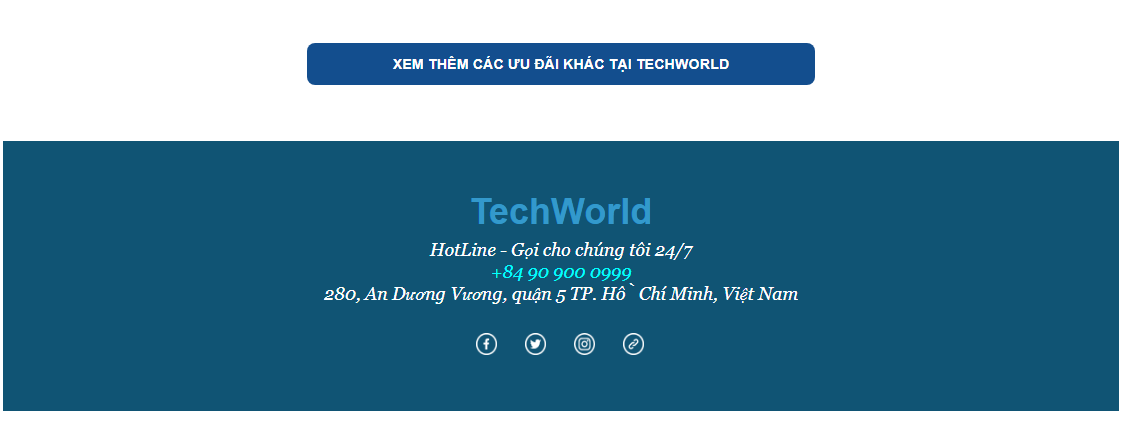 XEM THÊM CÁC ƯU ĐÃI KHÁC TẠI TECHWORLD
TechWorld
HotLine - Gọi cho chúng tôi 24/7
+84 90 900 0999
280, An Dương Vương, quận 5 TP. Hồ Chí Minh, Việt Nam